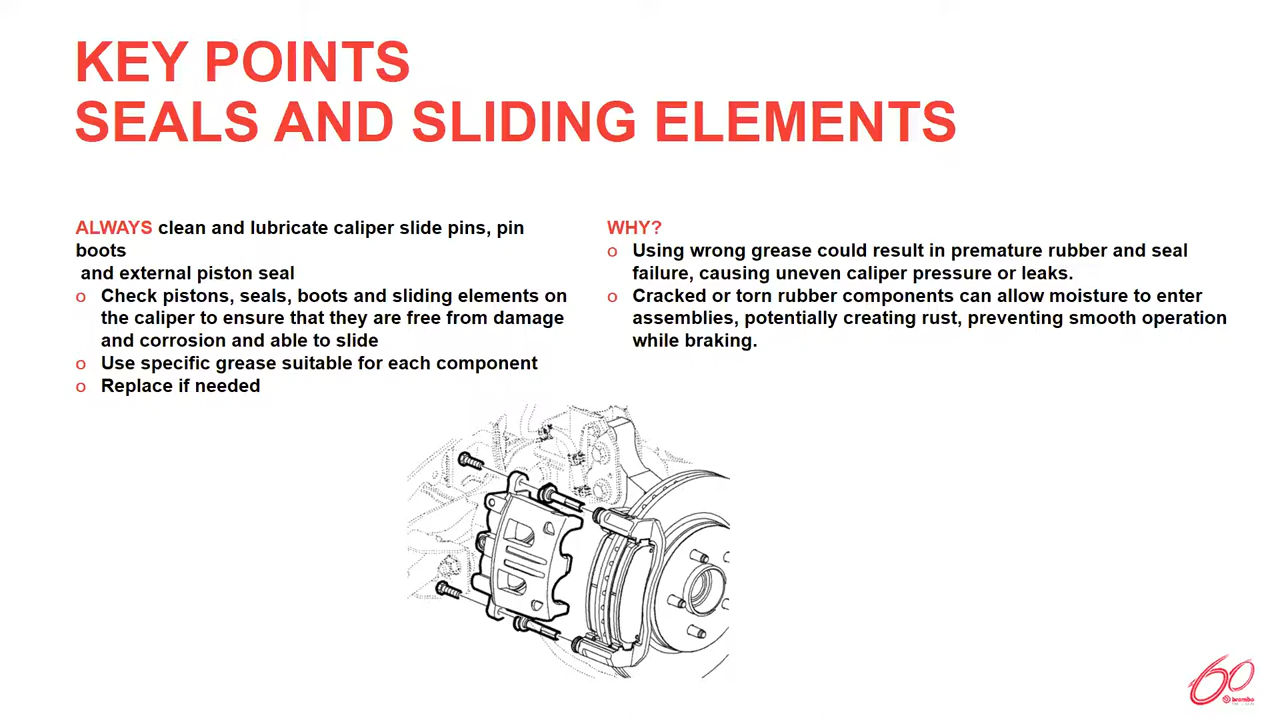 KEY POINTS
SEALS AND SLIDING ELEMENTS
ALWAYS clean and lubricate caliper slide pins, pin
boots
and external piston seal
o Check pistons, seals, boots and sliding elements on
the caliper to ensure that they are free from damage
and corrosion and able to slide
o Use specific grease suitable for each component
o Replace if needed
WHY?
o Using wrong grease could result in premature rubber and seal
failure, causing uneven caliper pressure or leaks.
o Cracked or torn rubber components can allow moisture to enter
assemblies, potentially creating rust, preventing smooth operation
while braking.
60
brembo